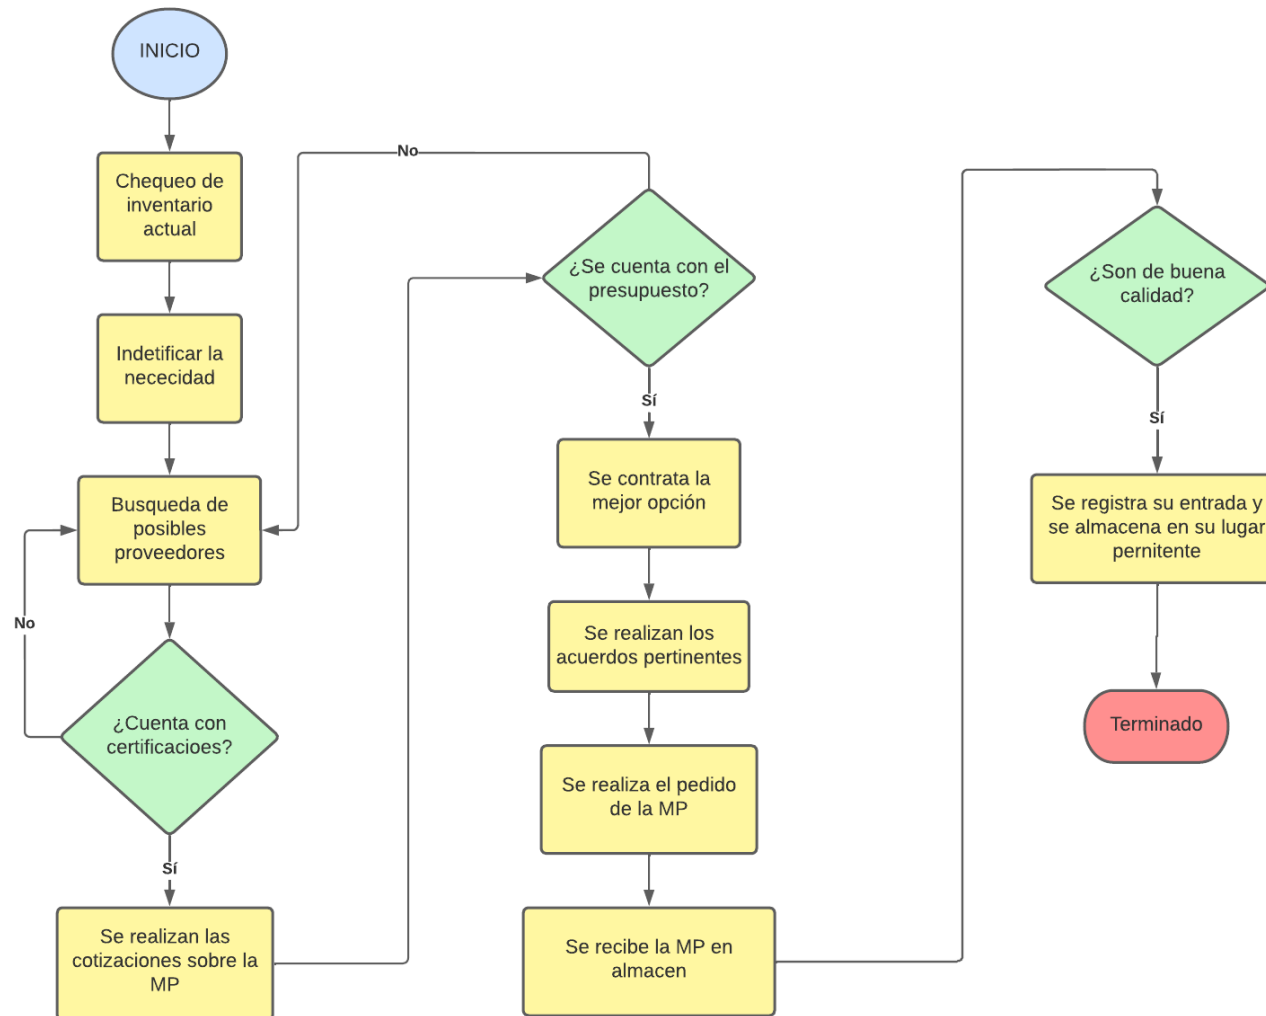 INICIO
Chequeo de
inventario
actual
Indetificar la
nececidad
Busqueda de
posibles
proveedores
No
¿Cuenta con
certificacioes?
Sí
Se realizan las
cotizaciones sobre la
MP
No
¿Se cuenta con el
presupuesto?
Sí
Se contrata la
mejor opción
Se realizan los
acuerdos pertinentes
Se realiza el pedido
de la MP
Se recibe la MP en
almacen
¿Son de buena
calidad?
Sí
Se registra su entrada y
se almacena en su lugar
pernitente
Terminado